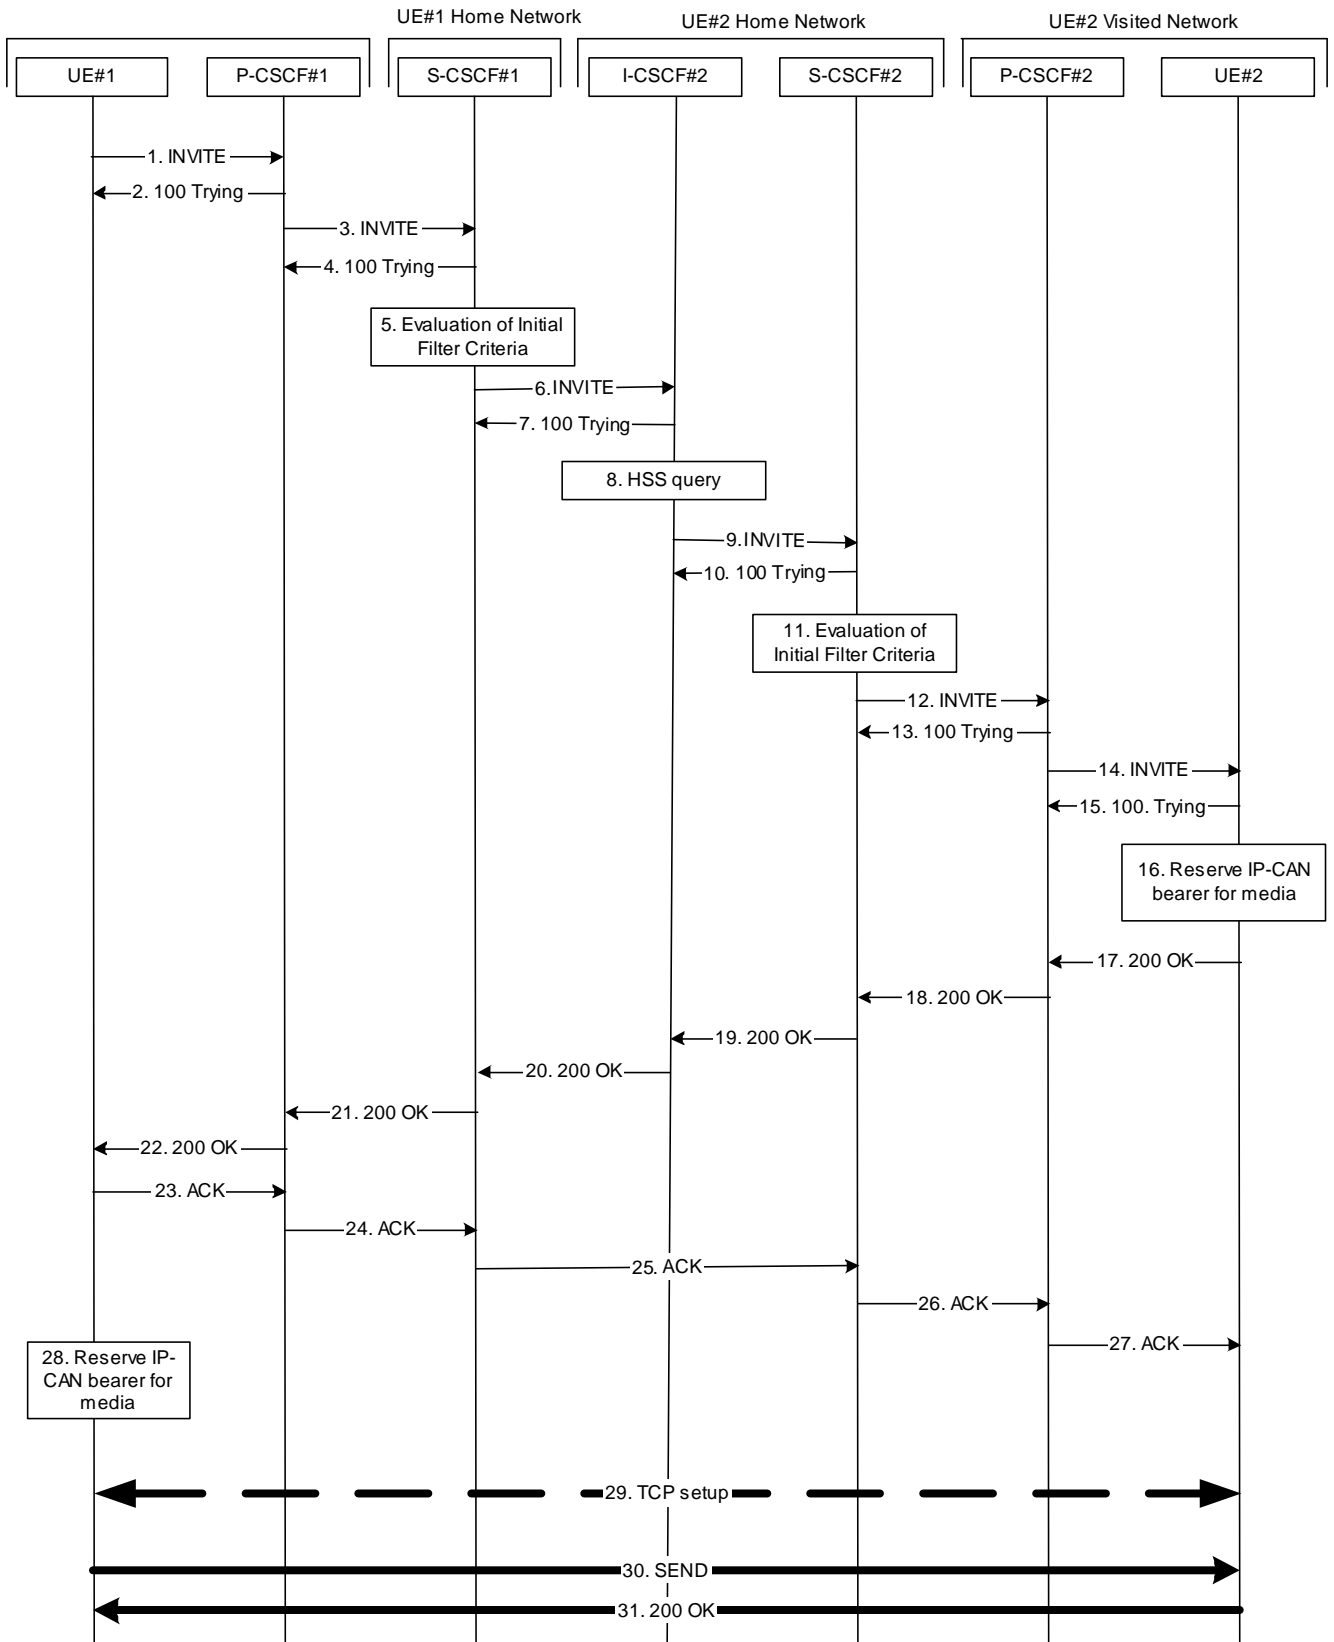 UE#1 Home Network
UE#2 Home Network
UE#2 Visited Network
UE#1
P-CSCF#1
S-CSCF#1
I-CSCF#2
S-CSCF#2
P-CSCF#2
UE#2
1. INVITE
2. 100 Trying
3. INVITE
4. 100 Trying
5. Evaluation of Initial
Filter Criteria
6.INVITE
7. 100 Trying
8. HSS query
9.INVITE
10. 100 Trying
11. Evaluation of
Initial Filter Criteria
12. INVITE
13. 100 Trying
14. INVITE
15. 100. Trying
16. Reserve IP-CAN
bearer for media
17. 200 OK
18. 200 OK
19. 200 OK
20. 200 OK
21. 200 OK
22. 200 OK
23. ACK
24. ACK
25. ACK
26. ACK
27. ACK
28. Reserve IP-
CAN bearer for
media
29. TCP setup
30. SEND
31. 200 OK